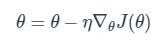 θ = θ − η∇θJ(θ)